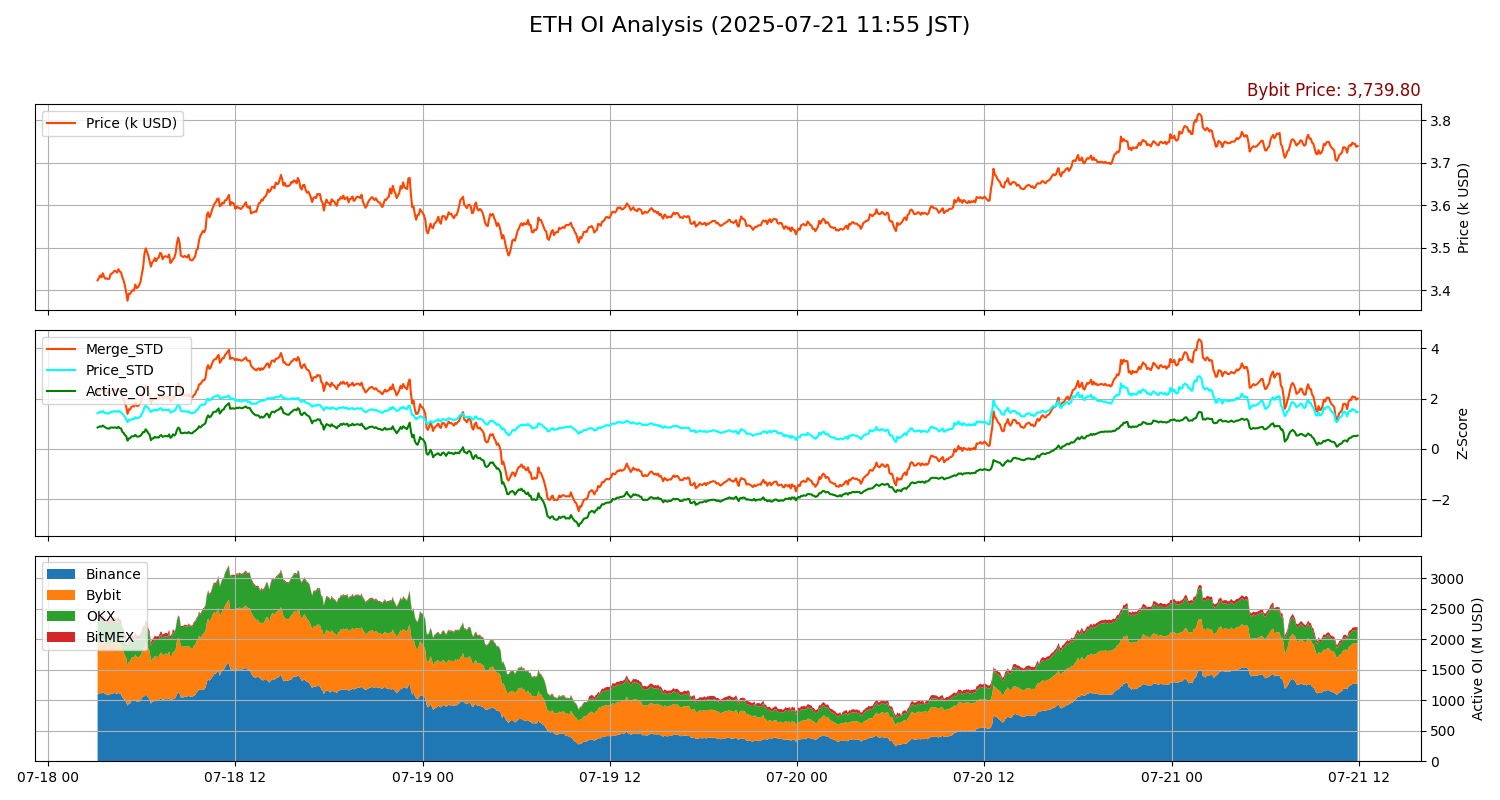 ETH OI Analysis (2025-07-21 11:55 JST)
Bybit Price: 3,739.80
Price (k USD)
3.8
3.7
3.6
3.5
3.4
Price (k USD)
Merge_STD
Price_STD
Active_OI_STD
4
2
0
−2
Z-Score
Binance
Bybit
OKX
BitMEX
3000
2500
2000
1500
1000
500
0
Active OI (M USD)
07-18 00
07-18 12
07-19 00
07-19 12
07-20 00
07-20 12
07-21 00
07-21 12